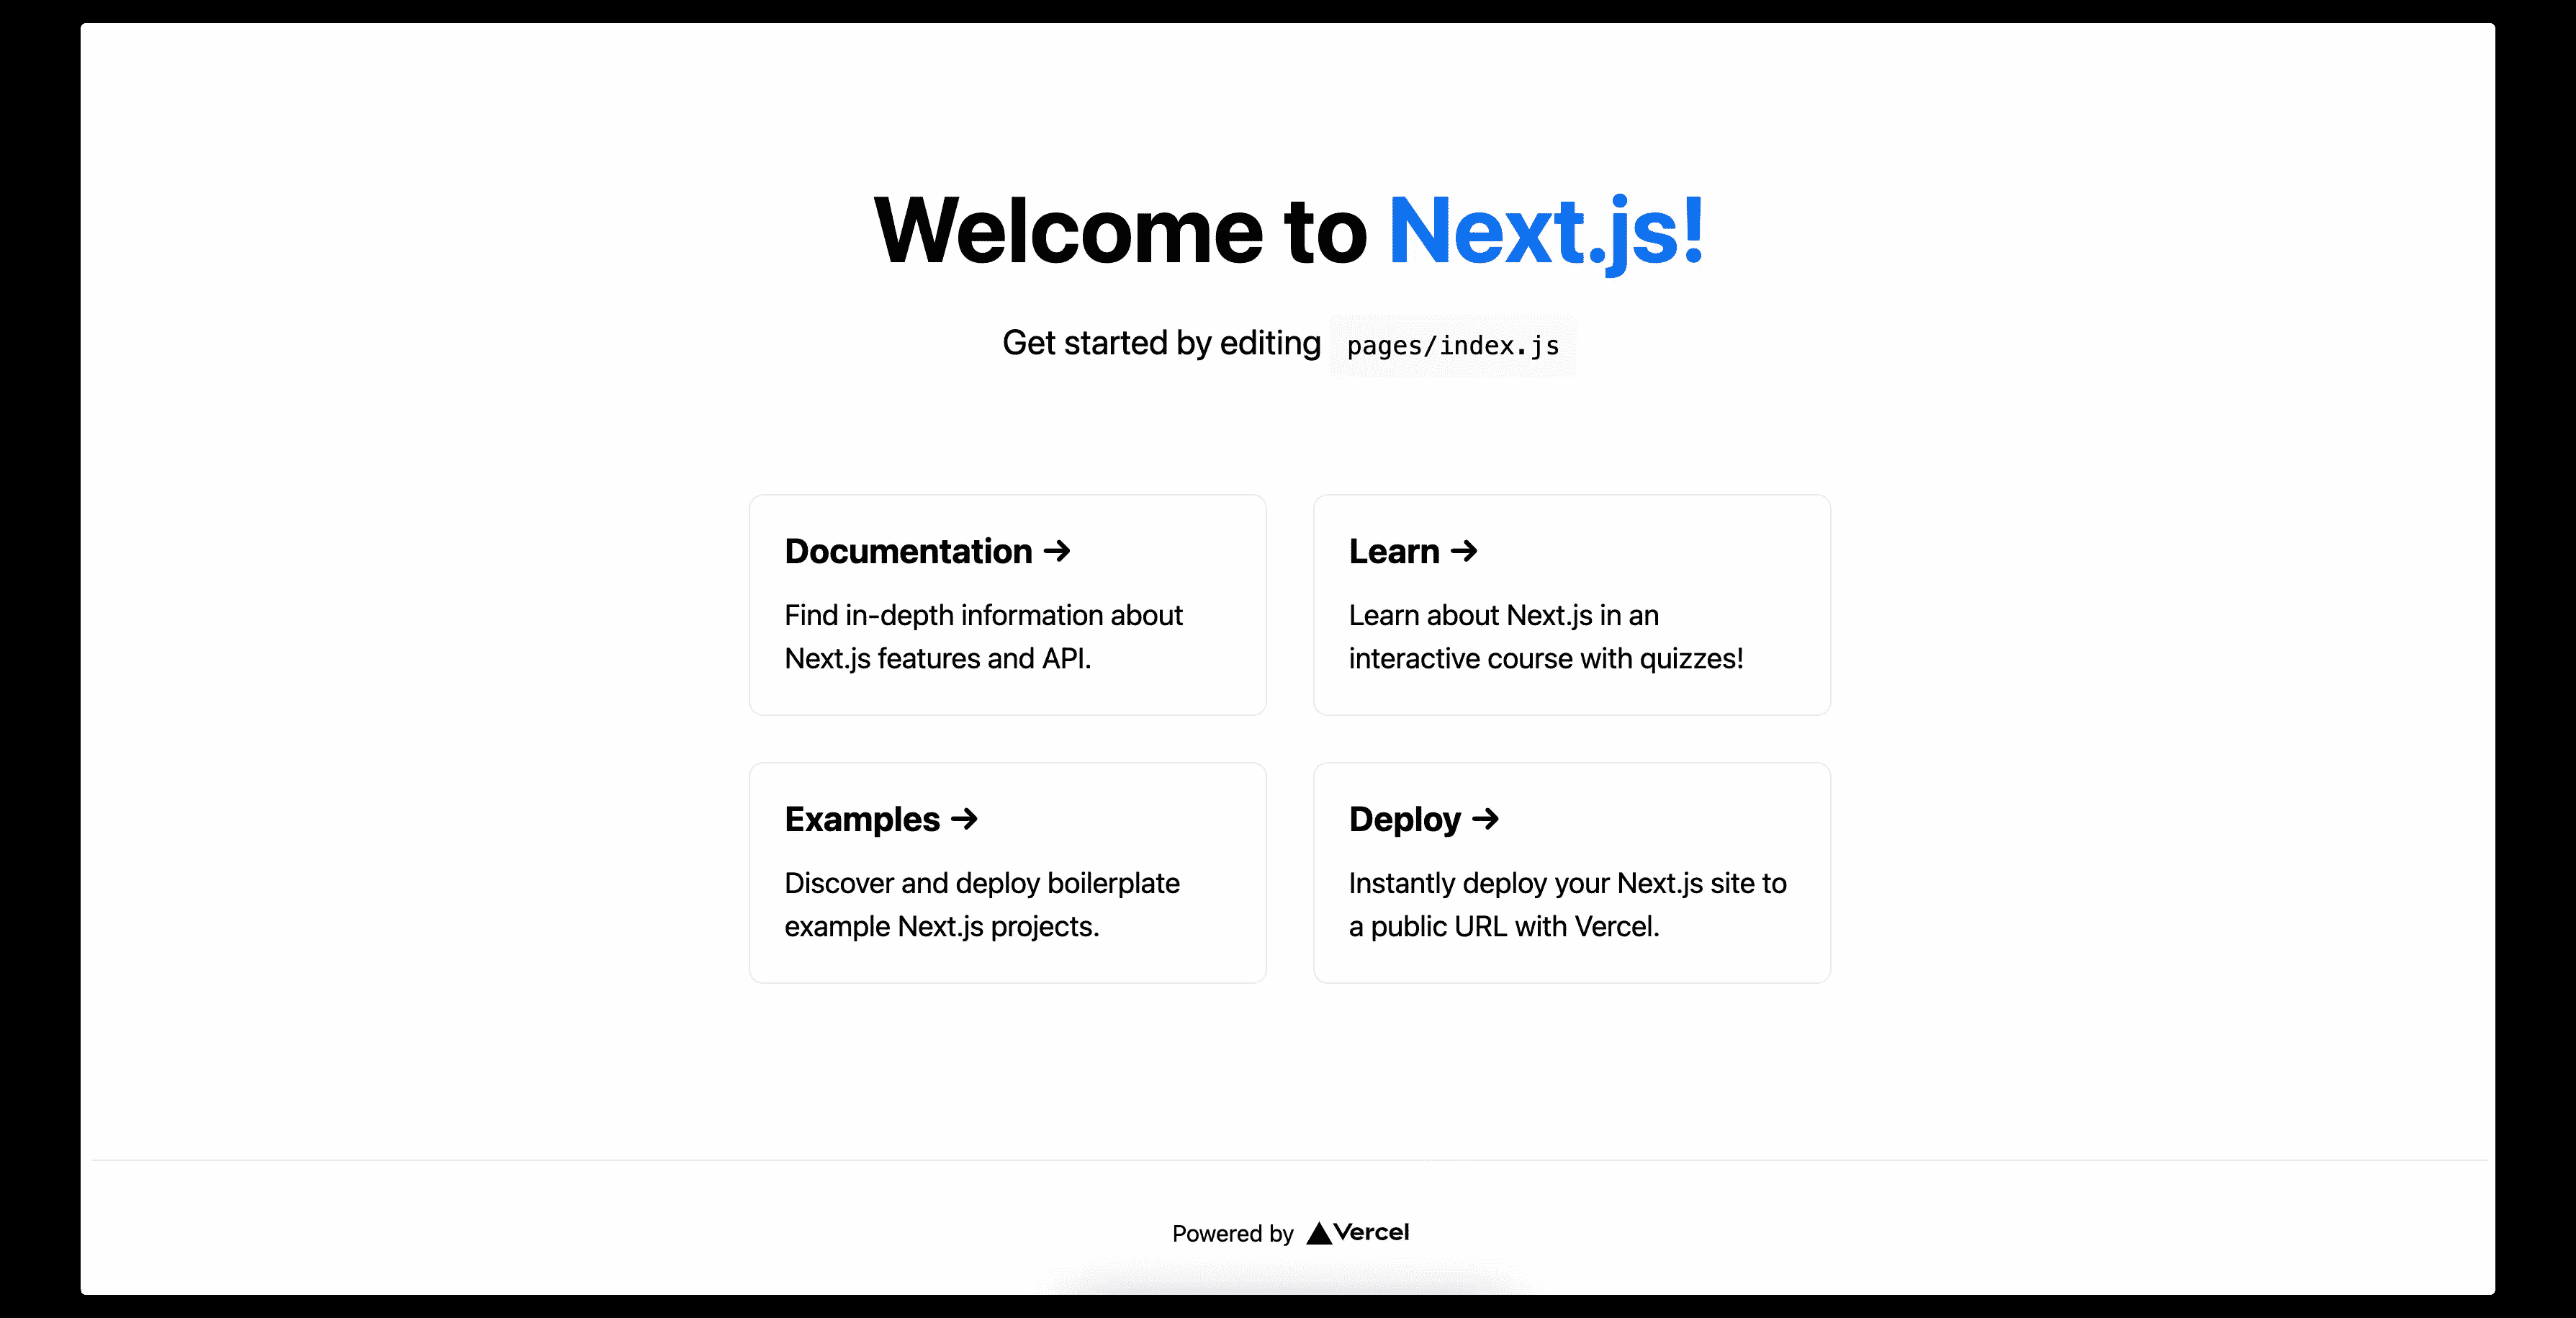 Welcome to Next.js!
Get started by editing pages/index.js
Documentation →
Find in-depth information about
Next.js features and API.
Learn →
Learn about Next.js in an
interactive course with quizzes!
Examples →
Discover and deploy boilerplate
example Next.js projects.
Deploy →
Instantly deploy your Next.js site to
a public URL with Vercel.
Powered by Vercel